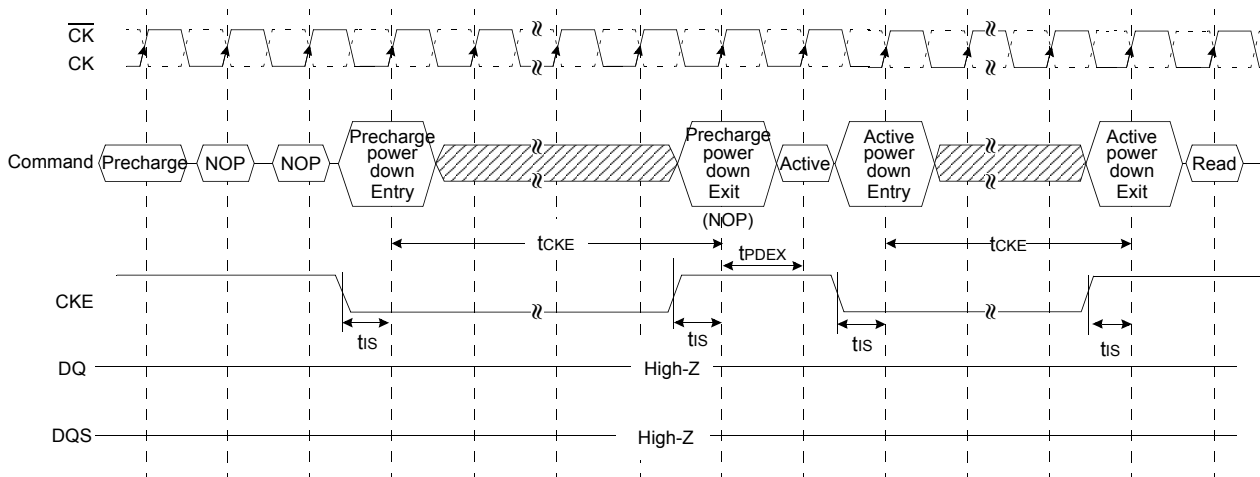 CK
CK
Command
Precharge
NOP
NOP
Precharge
power
down
Entry
Precharge
power
down
Exit
(NOP)
Active
Active
power
down
Entry
Active
power
down
Exit
Read
tCKE
tPDEX
tCKE
CKE
tIS
tIS
tIS
tIS
DQ
High-Z
DQS
High-Z